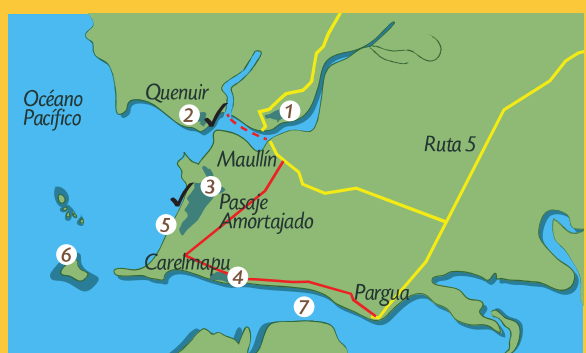 Quenuir
Océano
Pacífico
2
1
Ruta 5
Maullín
3
Pasaje
Amortajado
5
6
Carelmapu
4
Pargua
7